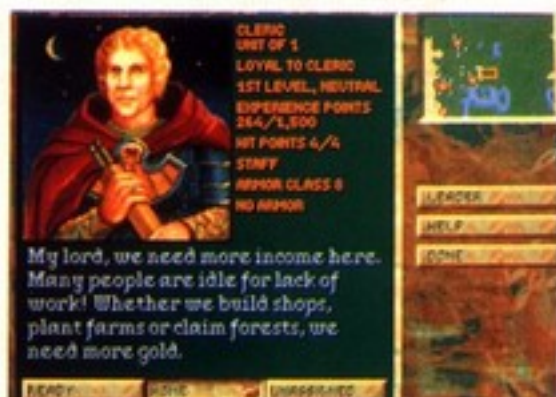 CLERIC
UNIT OF 1
LOYAL TO CLERIC
1ST LEVEL, NEUTRAL
EXPERIENCE POINTS
264/1,500
HIT POINTS 4/4
STAFF
ARMOR CLASS 8
NO ARMOR
My lord, we need more income here.
Many people are idle for lack of
work! Whether we build shops,
plant farms or claim forests, we
need more gold.
LEADER
HELP
DONE
READY
HOME
UNASSIGNED